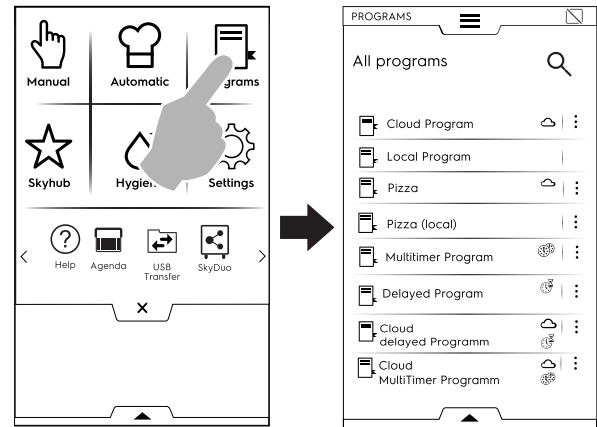 Manual
Automatic
grams
Skyhub
Hygien
Settings
?
Help
Agenda
USB
Transfer
SkyDuo
PROGRAMS
All programs
Cloud Program
Local Program
Pizza
Pizza (local)
Multitimer Program
Delayed Program
Cloud
delayed Programm
Cloud
MultiTimer Programm